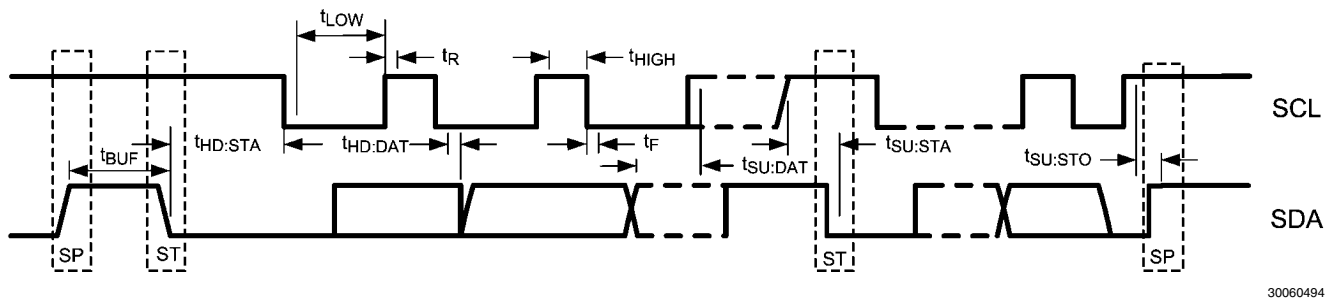 tLOW
tR
tHIGH
SCL
tHD:STA
tHD:DAT
tF
tSU:STA
tBUF
tSU:DAT
tSU:STO
SDA
SP
ST
ST
SP
30060494